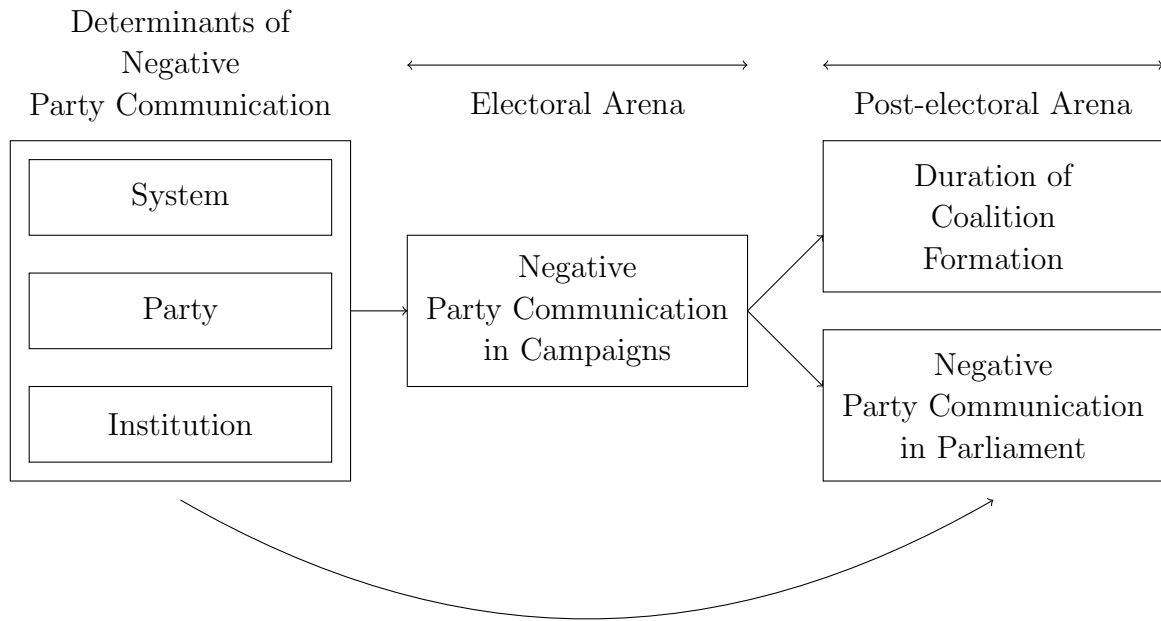 Determinants of
Negative
Party Communication
Electoral Arena
Post-electoral Arena
System
Party
Institution
Negative
Party Communication
in Campaigns
Duration of
Coalition
Formation
Negative
Party Communication
in Parliament